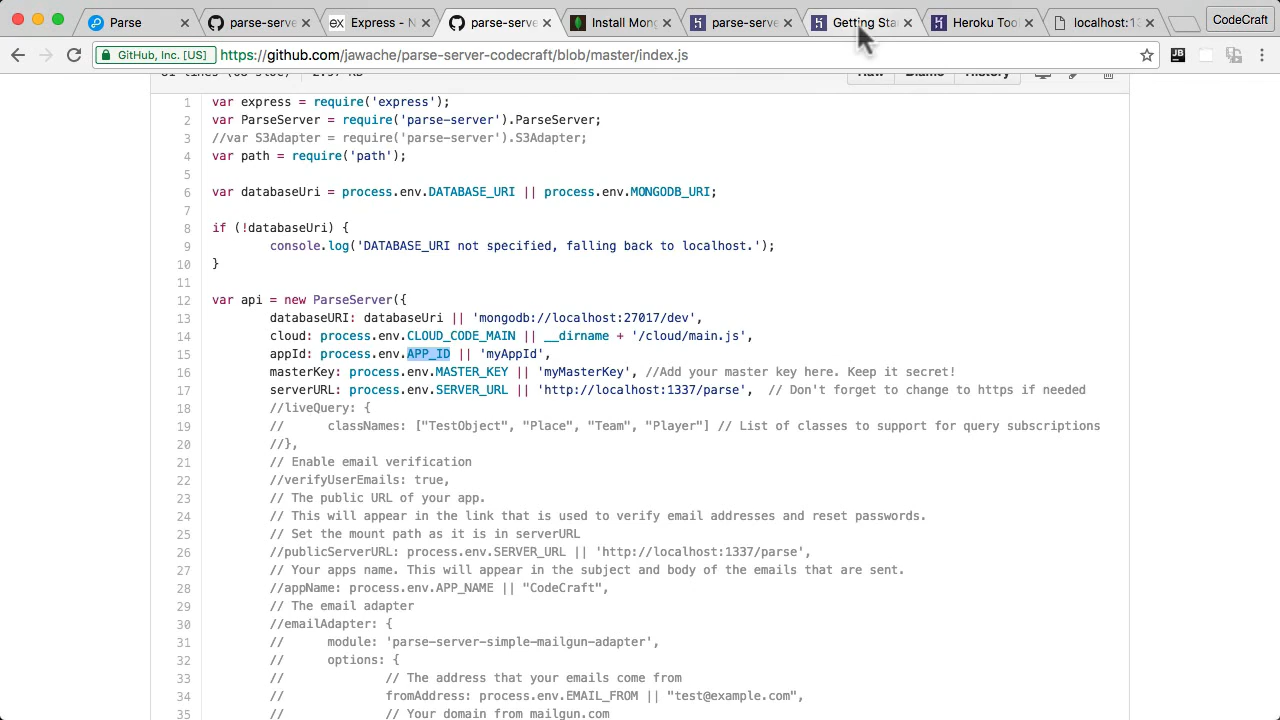 Parse
parse-serve
Express - N
parse-serve
Install Mon
parse-serve
Getting Sta
Heroku Too
localhost:13
CodeCraft
GitHub, Inc. [US]
https://github.com/jawache/parse-server-codecraft/blob/master/index.js
Raw
Blame
History
1 var express = require('express');
2 var ParseServer = require('parse-server').ParseServer;
3 //var S3Adapter = require('parse-server').S3Adapter;
4 var path = require('path');
5
6 var databaseUri = process.env.DATABASE_URI || process.env.MONGODB_URI;
7
8 if (!databaseUri) {
9 console.log('DATABASE_URI not specified, falling back to localhost.');
10 }
11
12 var api = new ParseServer({
13 databaseURI: databaseUri || 'mongodb://localhost:27017/dev',
14 cloud: process.env.CLOUD_CODE_MAIN || __dirname + '/cloud/main.js',
15 appId: process.env.APP_ID || 'myAppId',
16 masterKey: process.env.MASTER_KEY || 'myMasterKey', //Add your master key here. Keep it secret!
17 serverURL: process.env.SERVER_URL || 'http://localhost:1337/parse', // Don't forget to change to https if needed
18 //liveQuery: {
19 // classNames: ["TestObject", "Place", "Team", "Player"] // List of classes to support for query subscriptions
20 //},
21 // Enable email verification
22 //verifyUserEmails: true,
23 // The public URL of your app.
24 // This will appear in the link that is used to verify email addresses and reset passwords.
25 // Set the mount path as it is in serverURL
26 //publicServerURL: process.env.SERVER_URL || 'http://localhost:1337/parse',
27 // Your apps name. This will appear in the subject and body of the emails that are sent.
28 //appName: process.env.APP_NAME || "CodeCraft",
29 // The email adapter
30 //emailAdapter: {
31 // module: 'parse-server-simple-mailgun-adapter',
32 // options: {
33 // // The address that your emails come from
34 // fromAddress: process.env.EMAIL_FROM || "test@example.com",
35 // // Your domain from mailgun.com